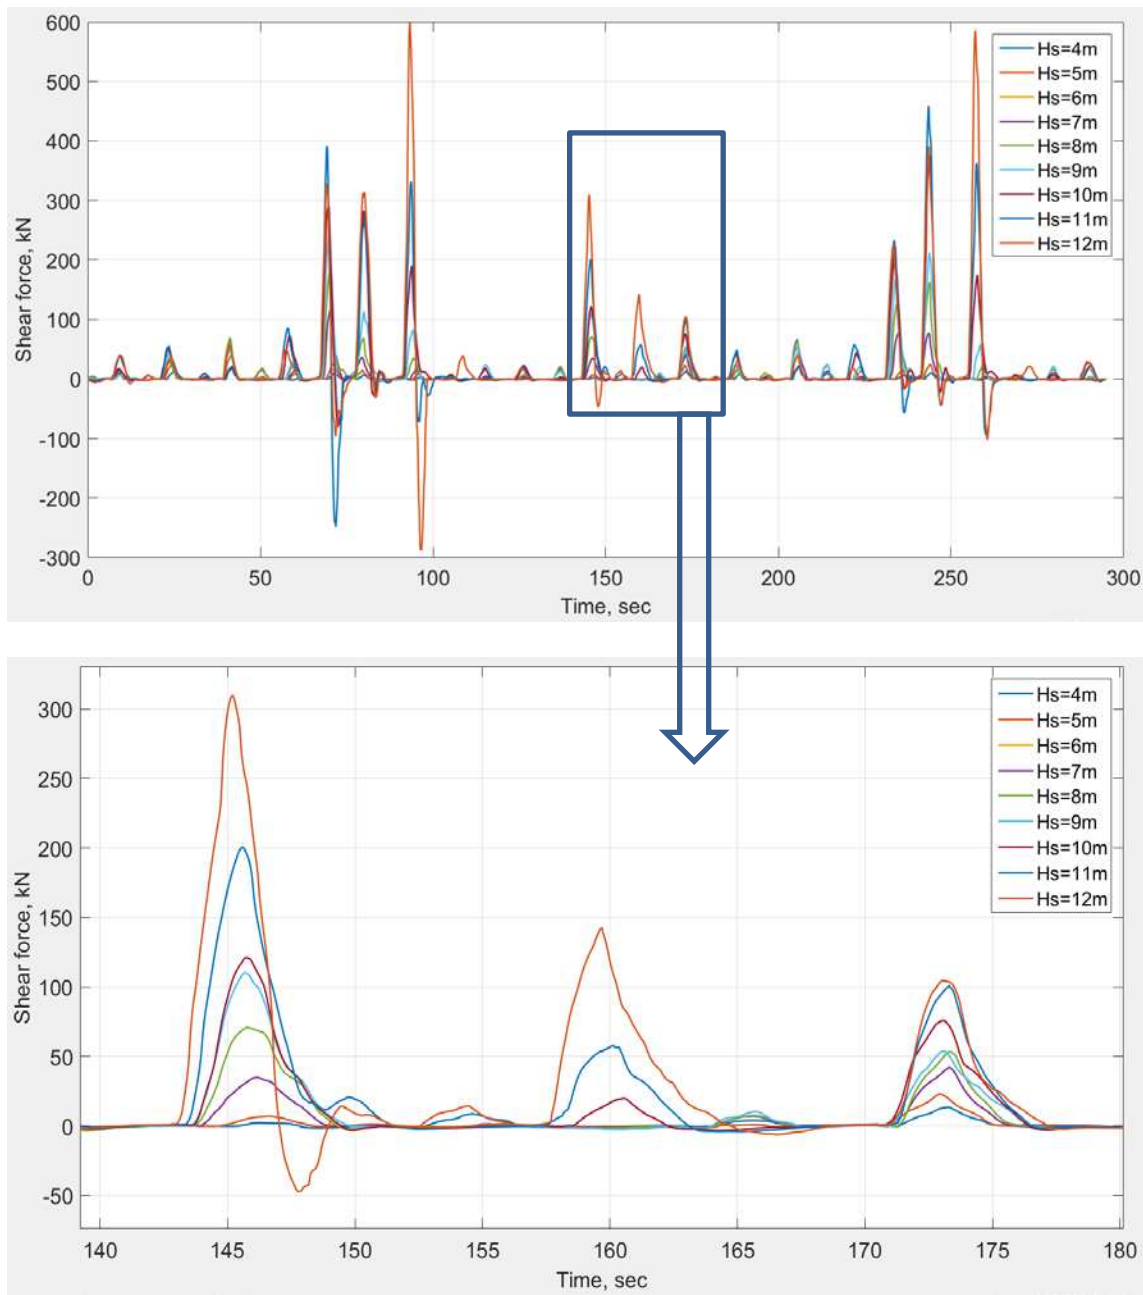 600
500
400
300
200
100
0
-100
-200
-300
Shear force, kN
0
50
100
150
200
250
300
Time, sec
Hs=4m
Hs=5m
Hs=6m
Hs=7m
Hs=8m
Hs=9m
Hs=10m
Hs=11m
Hs=12m
300
250
200
150
100
50
0
-50
Shear force, kN
140
145
150
155
160
165
170
175
180
Time, sec
Hs=4m
Hs=5m
Hs=6m
Hs=7m
Hs=8m
Hs=9m
Hs=10m
Hs=11m
Hs=12m